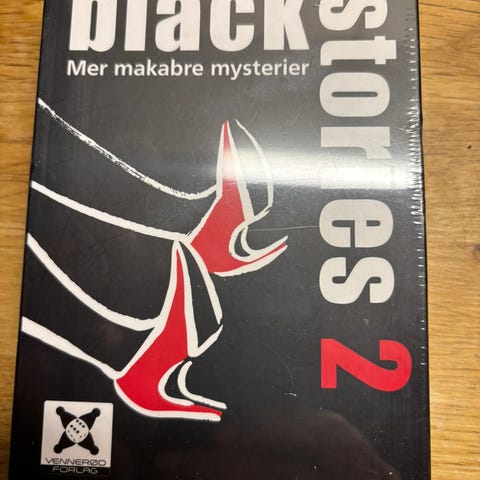 black
stories 2
Mer makabre mysterier
VENNERØD
FORLAG